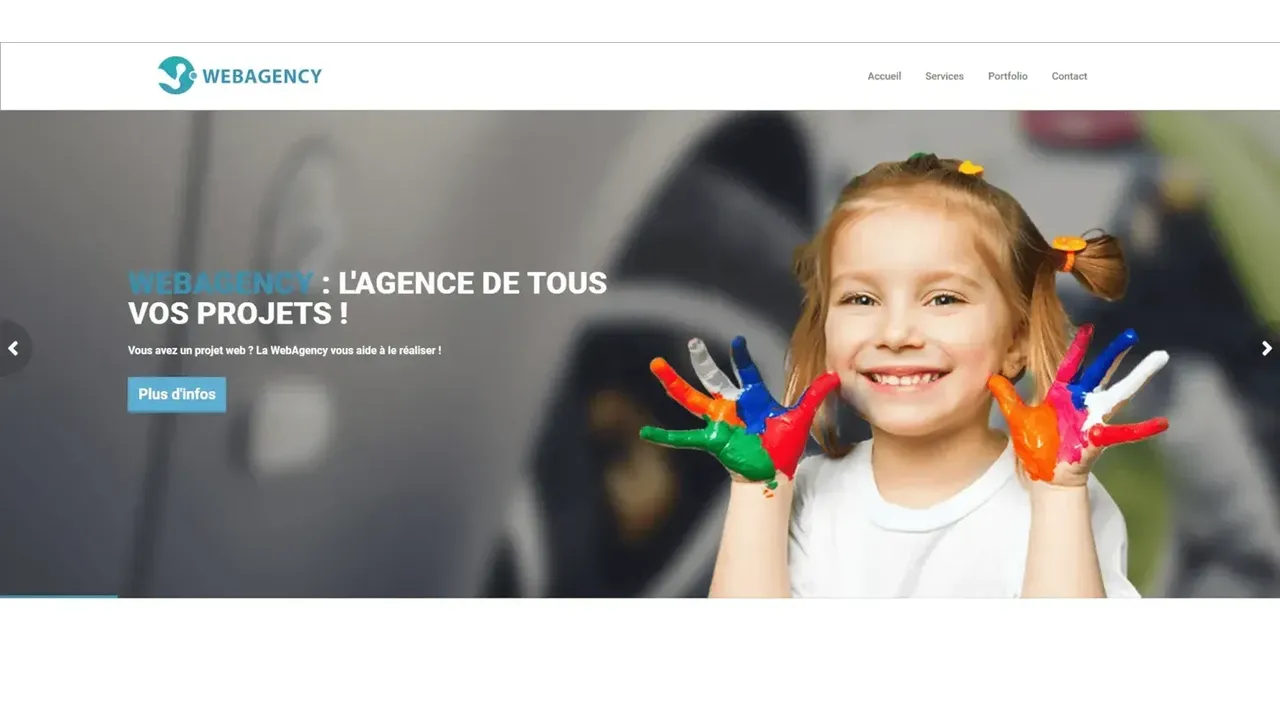 WEBAGENCY
Accueil Services Portfolio Contact
WEBAGENCY : L'AGENCE DE TOUS
VOS PROJETS !
Vous avez un projet web ? La WebAgency vous aide à le réaliser !
Plus d'infos